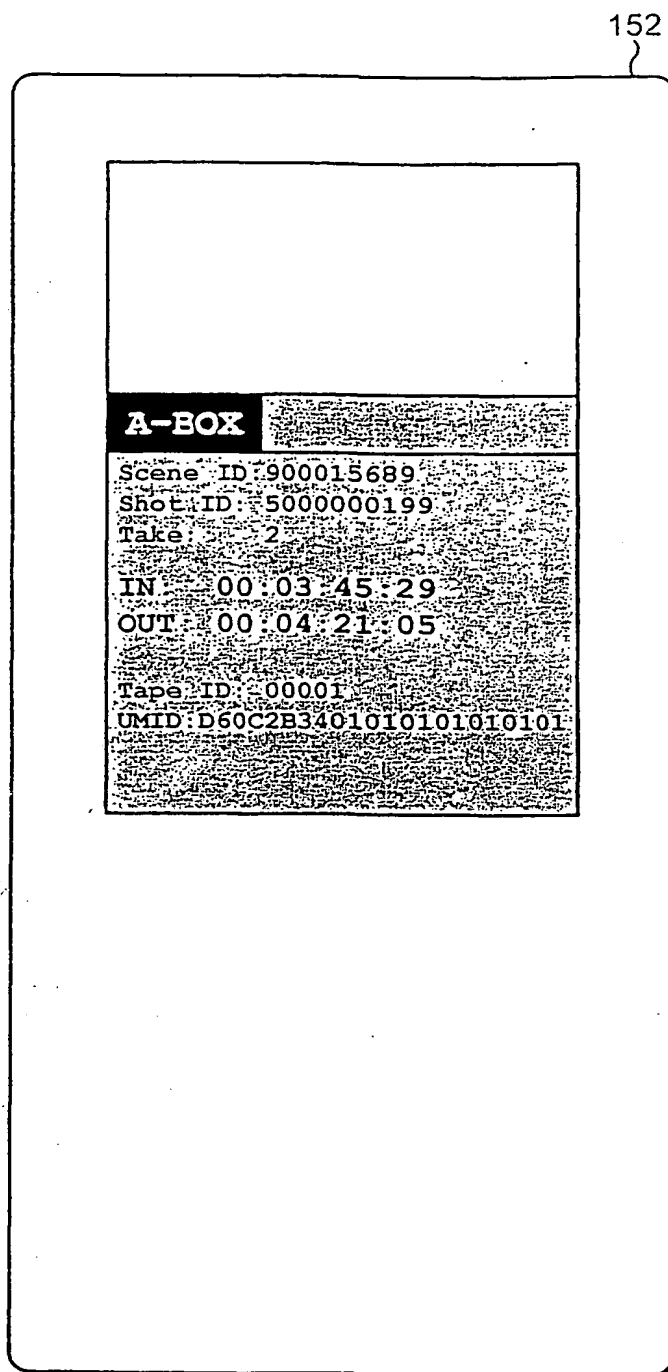 152
A-BOX
Scene ID:900015689
Shot ID: 5000000199
Take: 2
IN: 00:03:45:29
OUT: 00:04:21:05
Tape ID: 00001
UMID:D60C2B3401010101010101